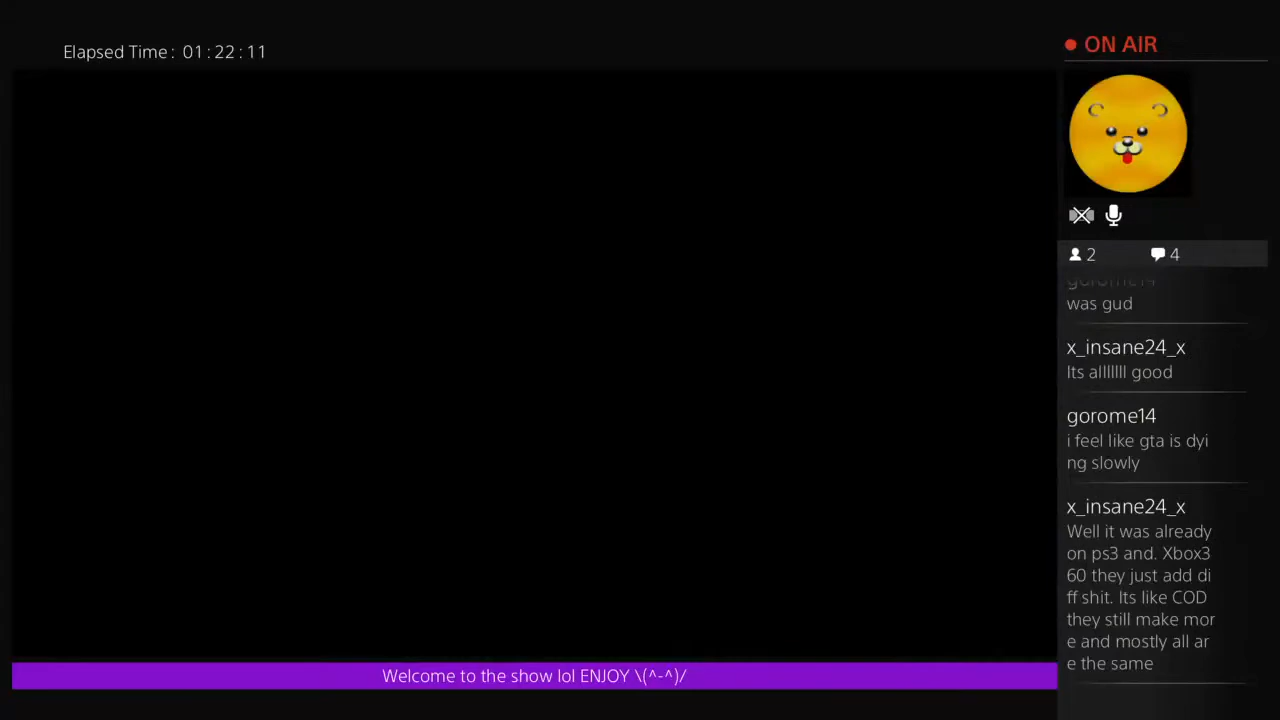 Elapsed Time: 01:22:11
ON AIR
2
4
gorome14
was gud
x_insane24_x
Its alllllll good
gorome14
i feel like gta is dyi
ng slowly
x_insane24_x
Well it was already
on ps3 and. Xbox3
60 they just add di
ff shit. Its like COD
they still make mor
e and mostly all ar
e the same
Welcome to the show lol ENJOY \(^-^)/